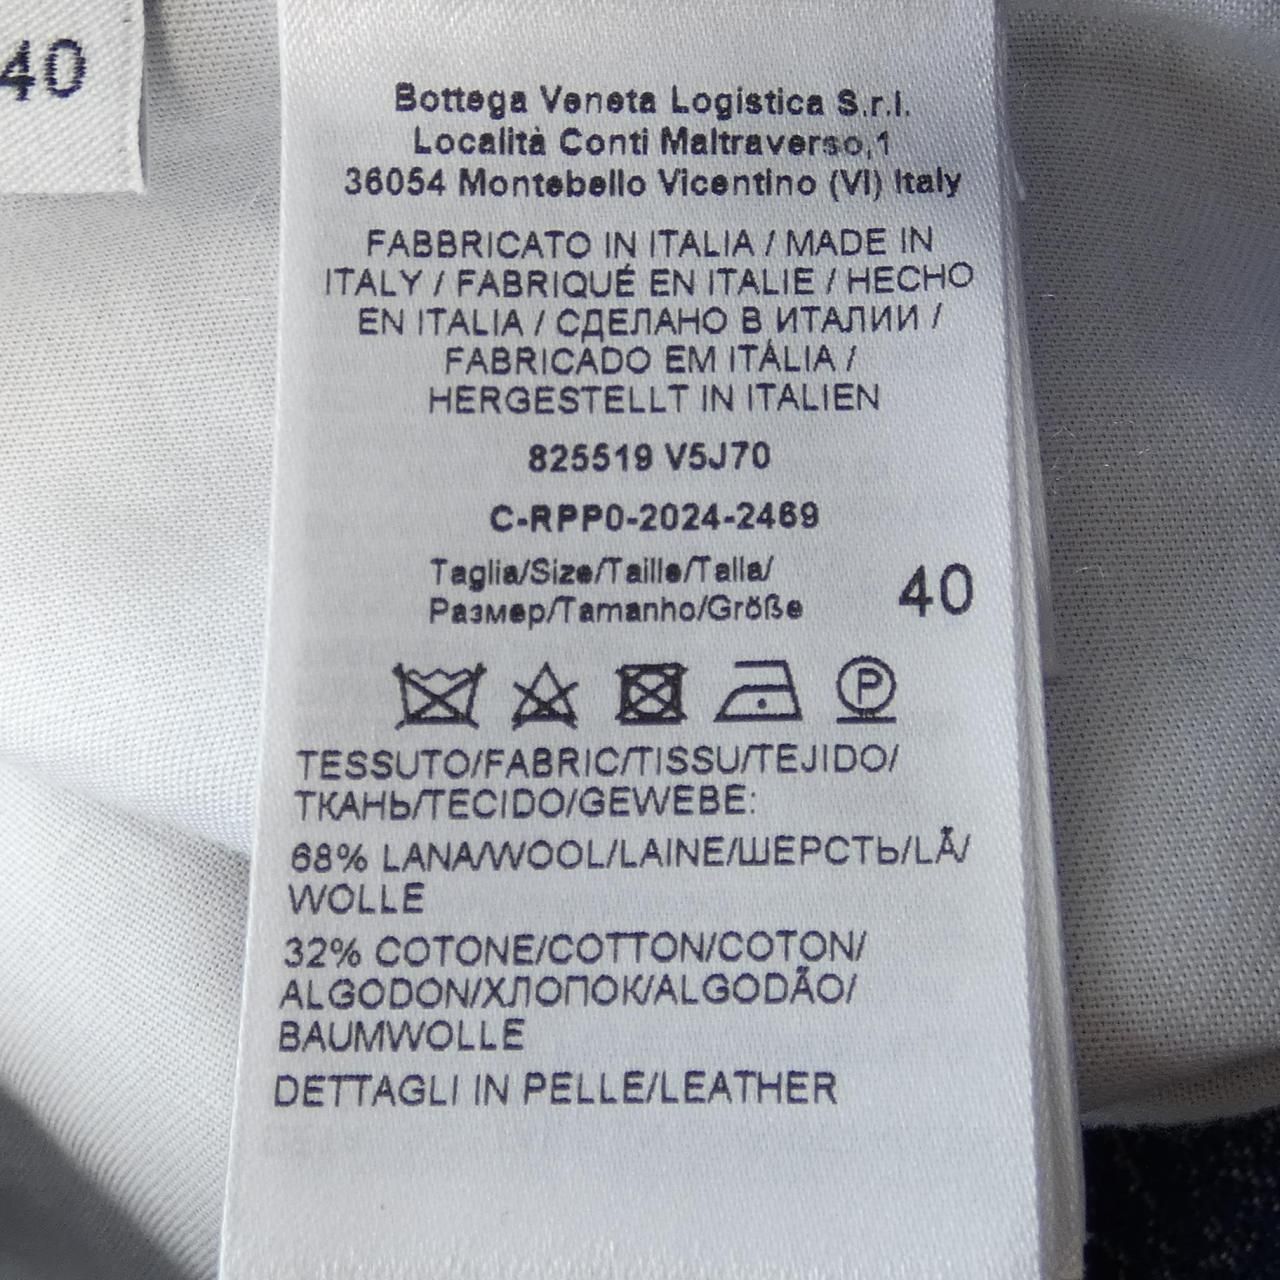 40
Bottega Veneta Logistica S.r.l.
Località Conti Maltraverso,1
36054 Montebello Vicentino (VI) Italy
FABBRICATO IN ITALIA / MADE IN
ITALY / FABRIQUÉ EN ITALIE / HECHO
EN ITALIA / СДЕЛАНО В ИТАЛИИ /
FABRICADO EM ITÁLIA /
HERGESTELLT IN ITALIEN
825519 V5J70
C-RPP0-2024-2469
Taglia/Size/Taille/Talla/
Размер/Tamanho/Größe
40
P
TESSUTO/FABRIC/TISSU/TEJIDO/
ТКАНЬ/TECIDO/GEWEBE:
68% LANA/WOOL/LAINE/ШЕРСТЬ/LÃ/
WOLLE
32% COTONE/COTTON/COTON/
ALGODON/ХЛОПОК/ALGODÃO/
BAUMWOLLE
DETTAGLI IN PELLE/LEATHER